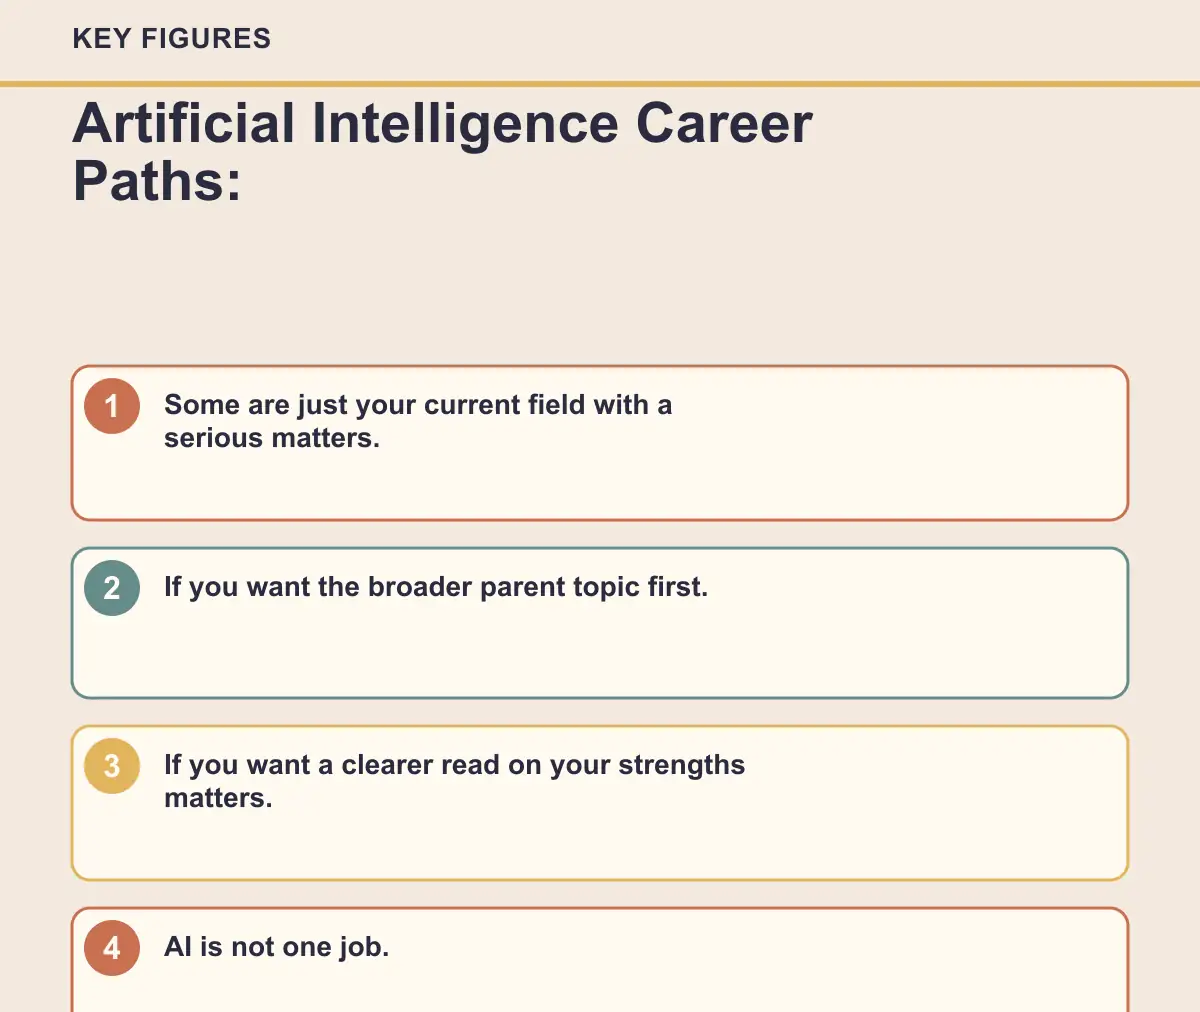 KEY FIGURES
Artificial Intelligence Career
Paths:
1
Some are just your current field with a
serious matters.
2
If you want the broader parent topic first.
3
If you want a clearer read on your strengths
matters.
4
AI is not one job.